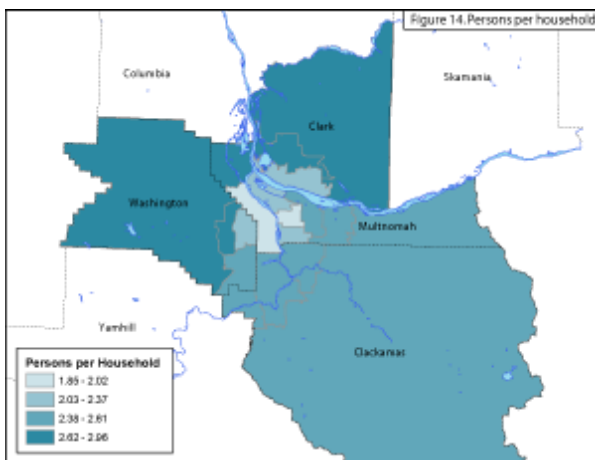 Figure 14. Persons per household
Columbia
Skamania
Clark
Washington
Multnomah
Yamhill
Clackamas
Persons per Household
1.85 - 2.02
2.03 - 2.37
2.38 - 2.61
2.62 - 2.96